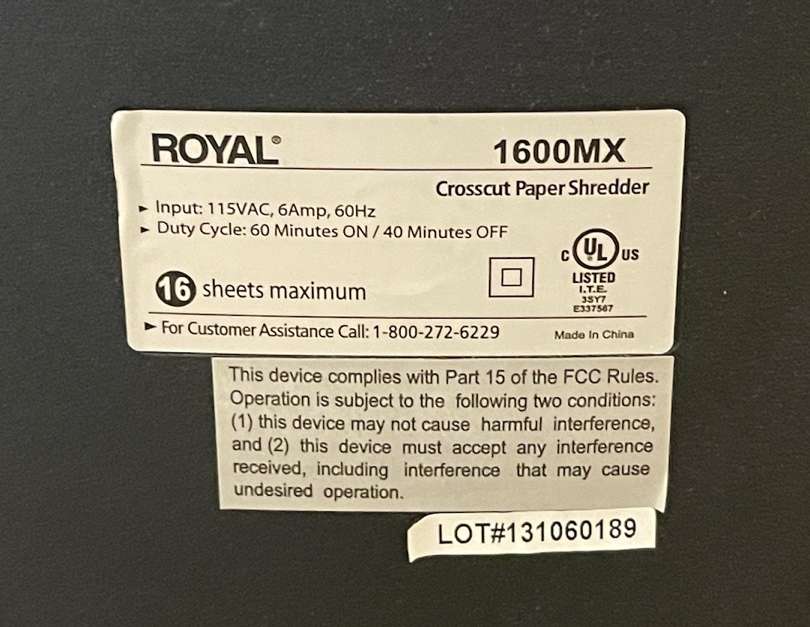 ROYAL®
1600MX
Crosscut Paper Shredder
► Input: 115VAC, 6Amp, 60Hz
► Duty Cycle: 60 Minutes ON / 40 Minutes OFF
16 sheets maximum
C UL US
LISTED
I.T.E.
3SY7
E337567
► For Customer Assistance Call: 1-800-272-6229
Made In China
This device complies with Part 15 of the FCC Rules.
Operation is subject to the following two conditions:
(1) this device may not cause harmful interference,
and (2) this device must accept any interference
received, including interference that may cause
undesired operation.
LOT#131060189